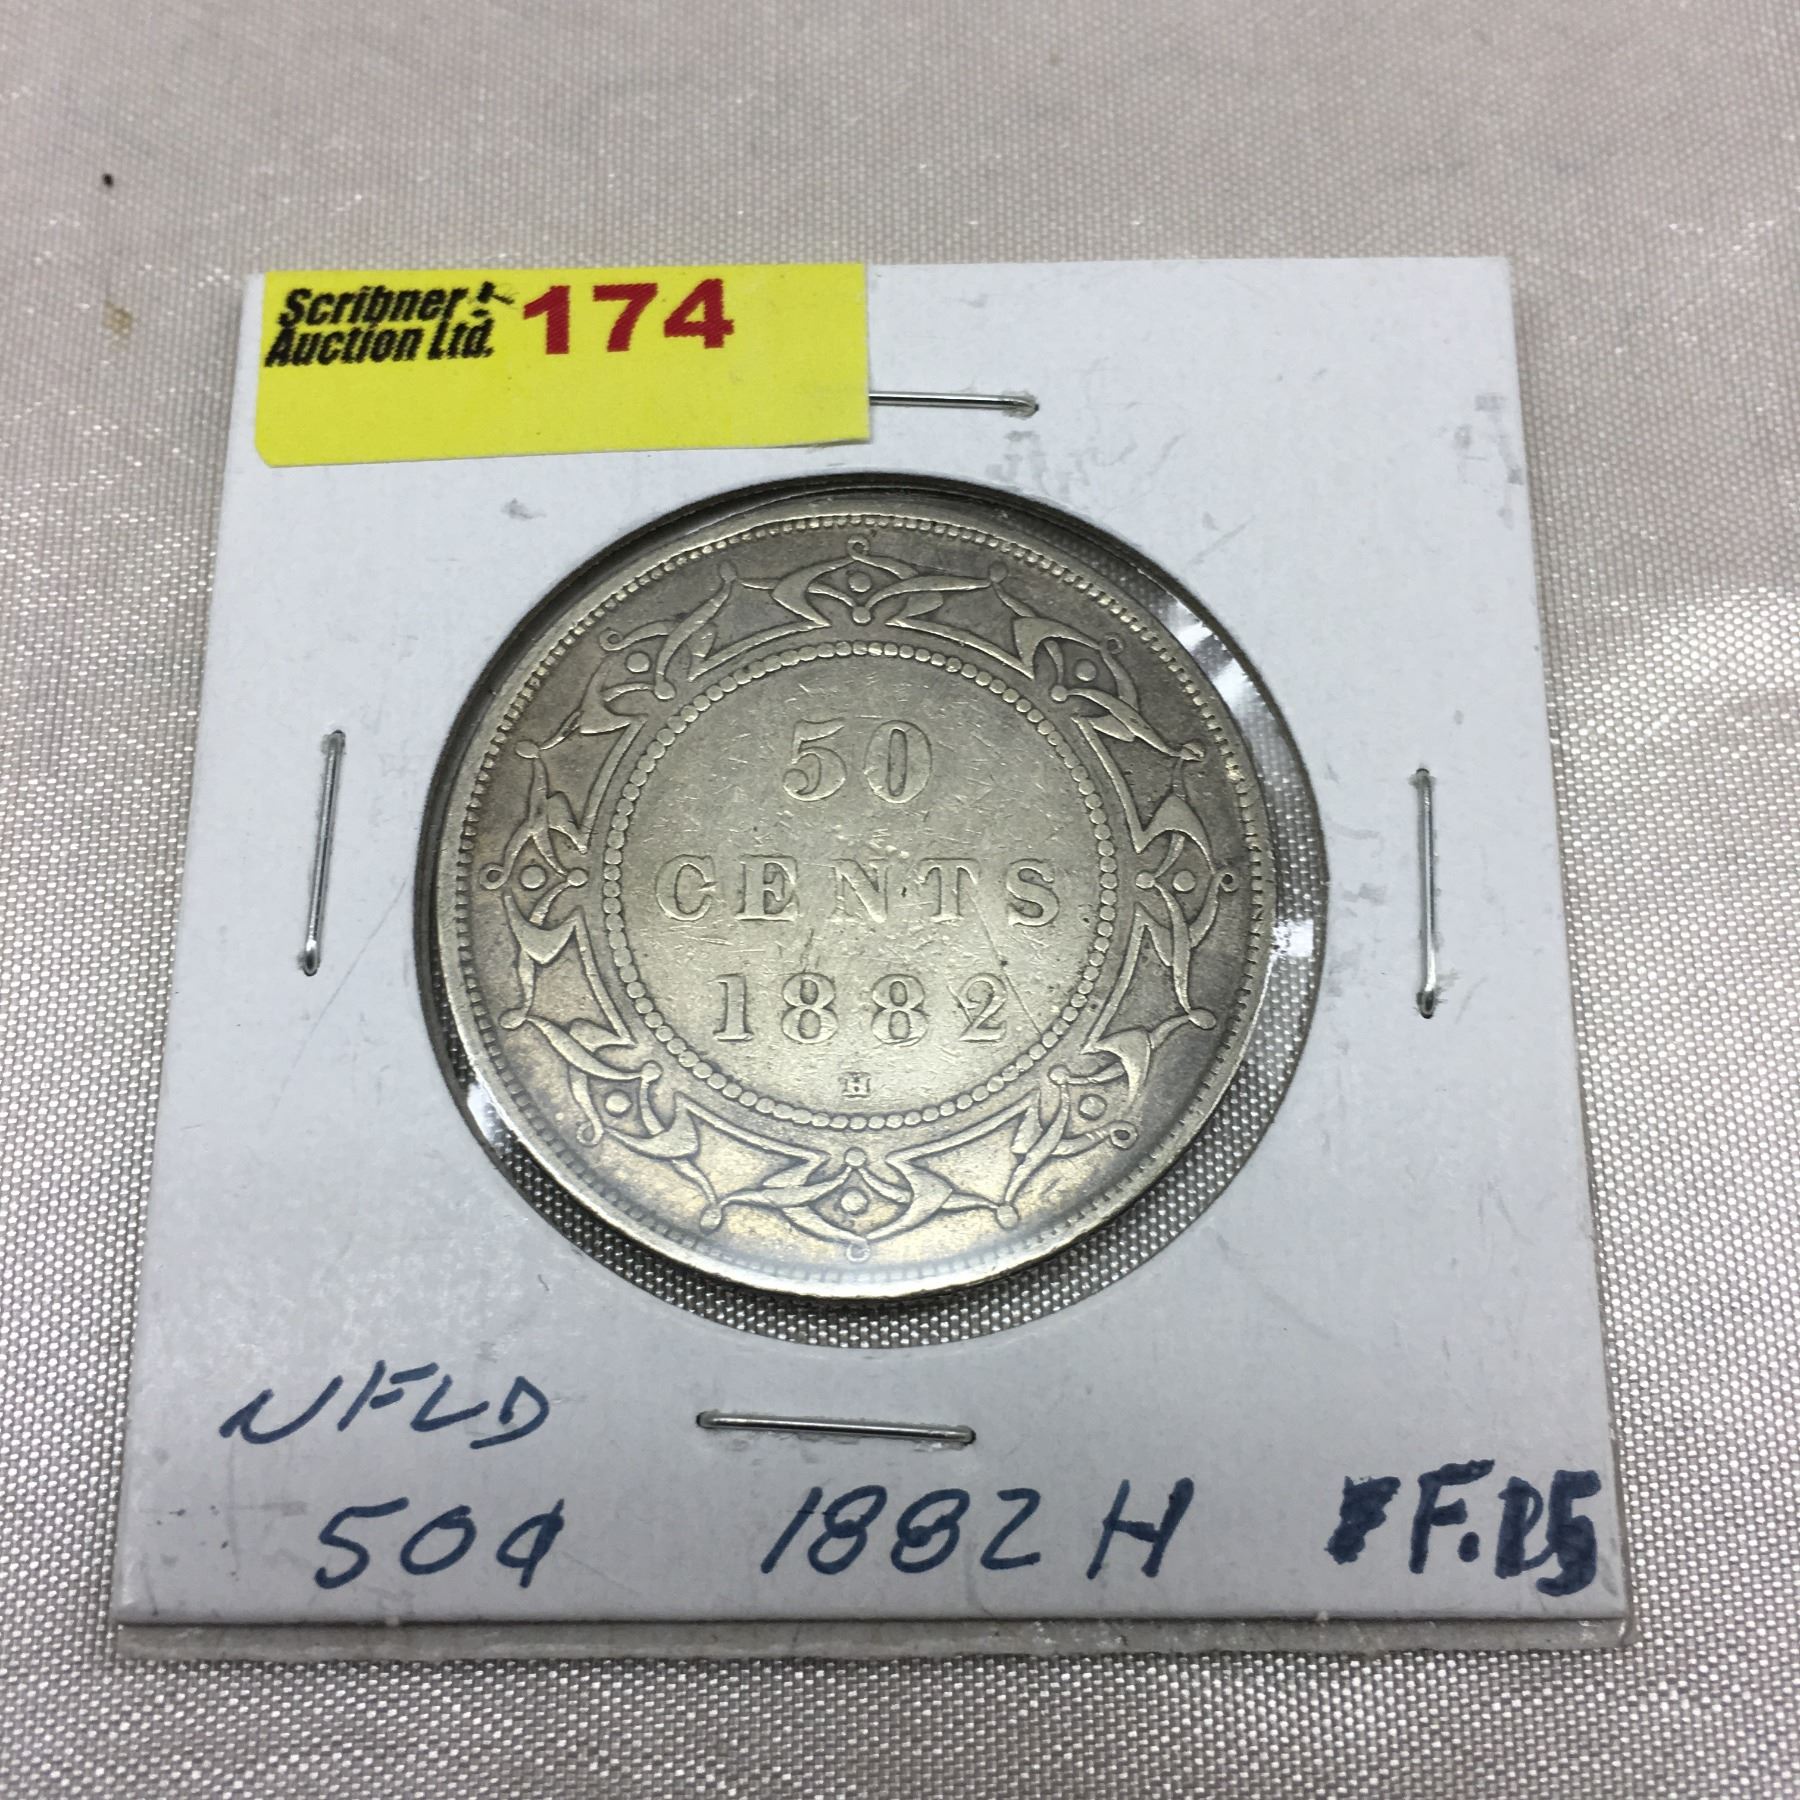 Scribner
Auction Ltd.
174
50
CENTS
1882
H
NFLD
50¢ 1882 H F.